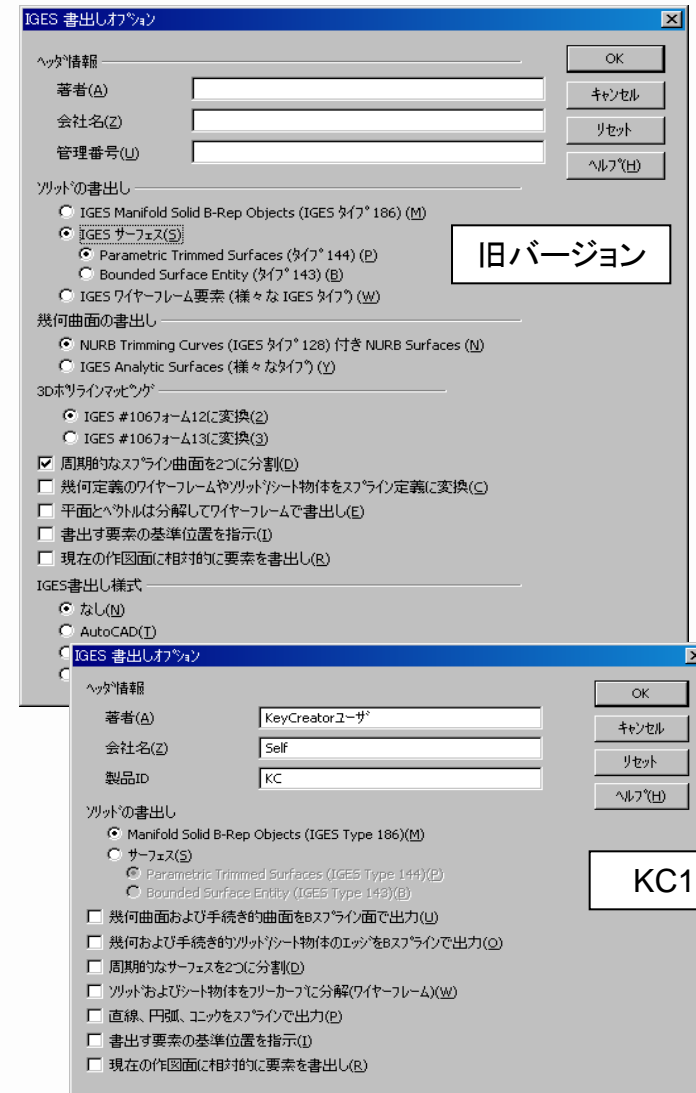 IGES 書出しオプション
ヘッダ情報
OK
著者(A)
キャンセル
会社名(Z)
リセット
管理番号(U)
ヘルプ(H)
ソリッドの書出し
IGES Manifold Solid B-Rep Objects (IGES タイプ 186) (M)
IGES サーフェス(S)
Parametric Trimmed Surfaces (タイプ 144) (P)
Bounded Surface Entity (タイプ 143) (B)
IGES ワイヤーフレーム要素 (様々な IGES タイプ) (W)
旧バージョン
幾何曲面の書出し
NURB Trimming Curves (IGES タイプ 128) 付き NURB Surfaces (N)
IGES Analytic Surfaces (様々なタイプ) (Y)
3Dポリラインマッピング
IGES #106フォーム12に変換(2)
IGES #106フォーム13に変換(3)
周期的なスプライン曲面を2つに分割(D)
幾何定義のワイヤーフレームやソリッド/シート物体をスプライン定義に変換(C)
平面とベクトルは分解してワイヤーフレームで書出し(E)
書出す要素の基準位置を指示(I)
現在の作図面に相対的に要素を書出し(R)
IGES書出し様式
なし(N)
AutoCAD(T)
IGES 書出しオプション
ヘッダ情報
OK
著者(A) KeyCreatorユーザ
キャンセル
会社名(Z) Self
リセット
製品ID KC
ヘルプ(H)
ソリッドの書出し
Manifold Solid B-Rep Objects (IGES Type 186)(M)
サーフェス(S)
Parametric Trimmed Surfaces (IGES Type 144)(P)
Bounded Surface Entity (IGES Type 143)(B)
KC1
幾何曲面および手続き的曲面をBスプライン面で出力(U)
幾何および手続き的ソリッド/シート物体のエッジをBスプラインで出力(O)
周期的なサーフェスを2つに分割(D)
ソリッドおよびシート物体をフリーカーブに分解(ワイヤーフレーム)(W)
直線、円弧、コニックをスプラインで出力(P)
書出す要素の基準位置を指示(I)
現在の作図面に相対的に要素を書出し(R)